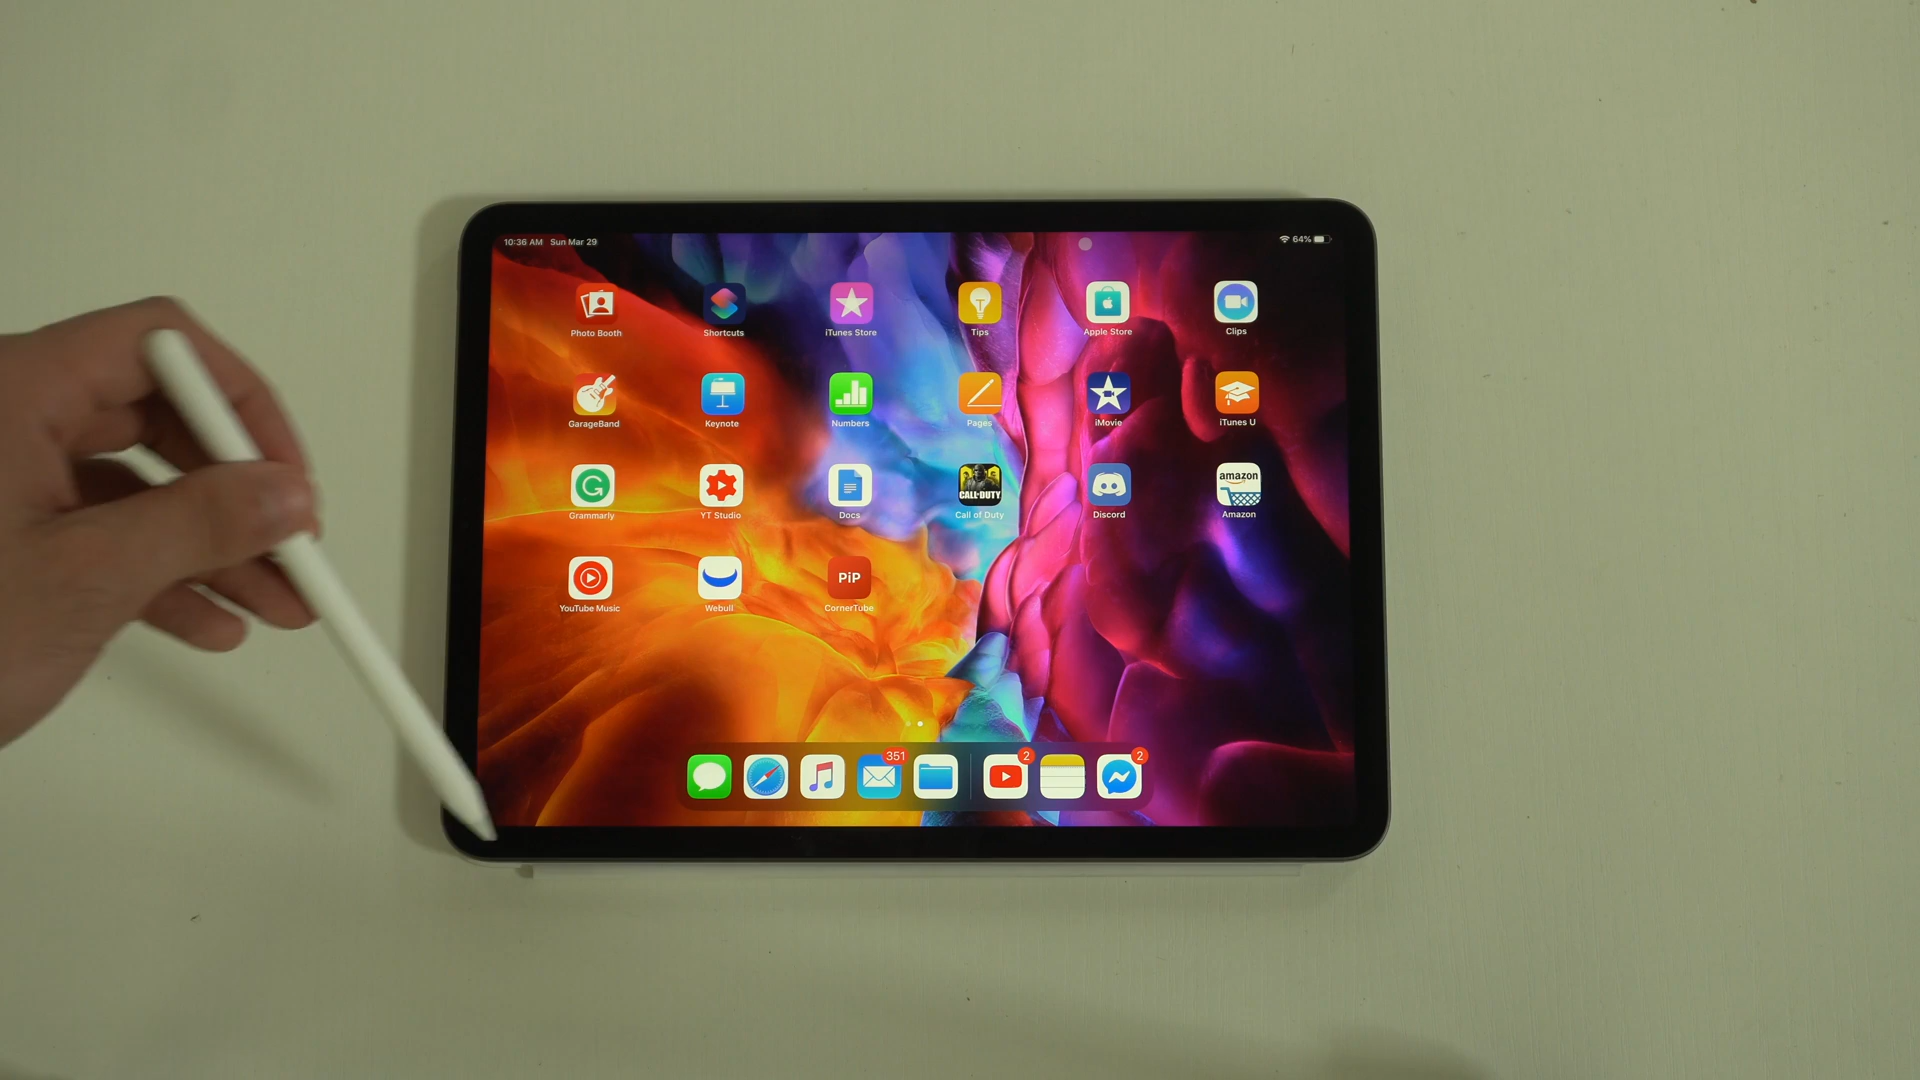 10:36 AM Sun Mar 29
64%
Photo Booth
Shortcuts
iTunes Store
T
Tips
Apple Store
Clips
GarageBand
Keynote
Numbers
Pages
iMovie
iTunes U
G
Grammarly
YT Studio
Docs
CALL OF DUTY
Call of Duty
Discord
amazon
Amazon
YouTube Music
Webull
PiP
CornerTube
351
2
2